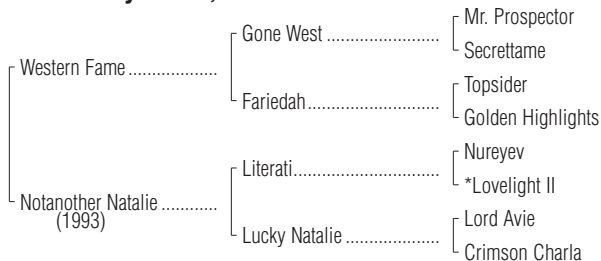 Mr. Prospector
Gone West
Secrettame
Western Fame
Topsider
Fariedah
Golden Highlights
Nureyev
Literati
*Lovelight II
Notanother Natalie
(1993)
Lord Avie
Lucky Natalie
Crimson Charla